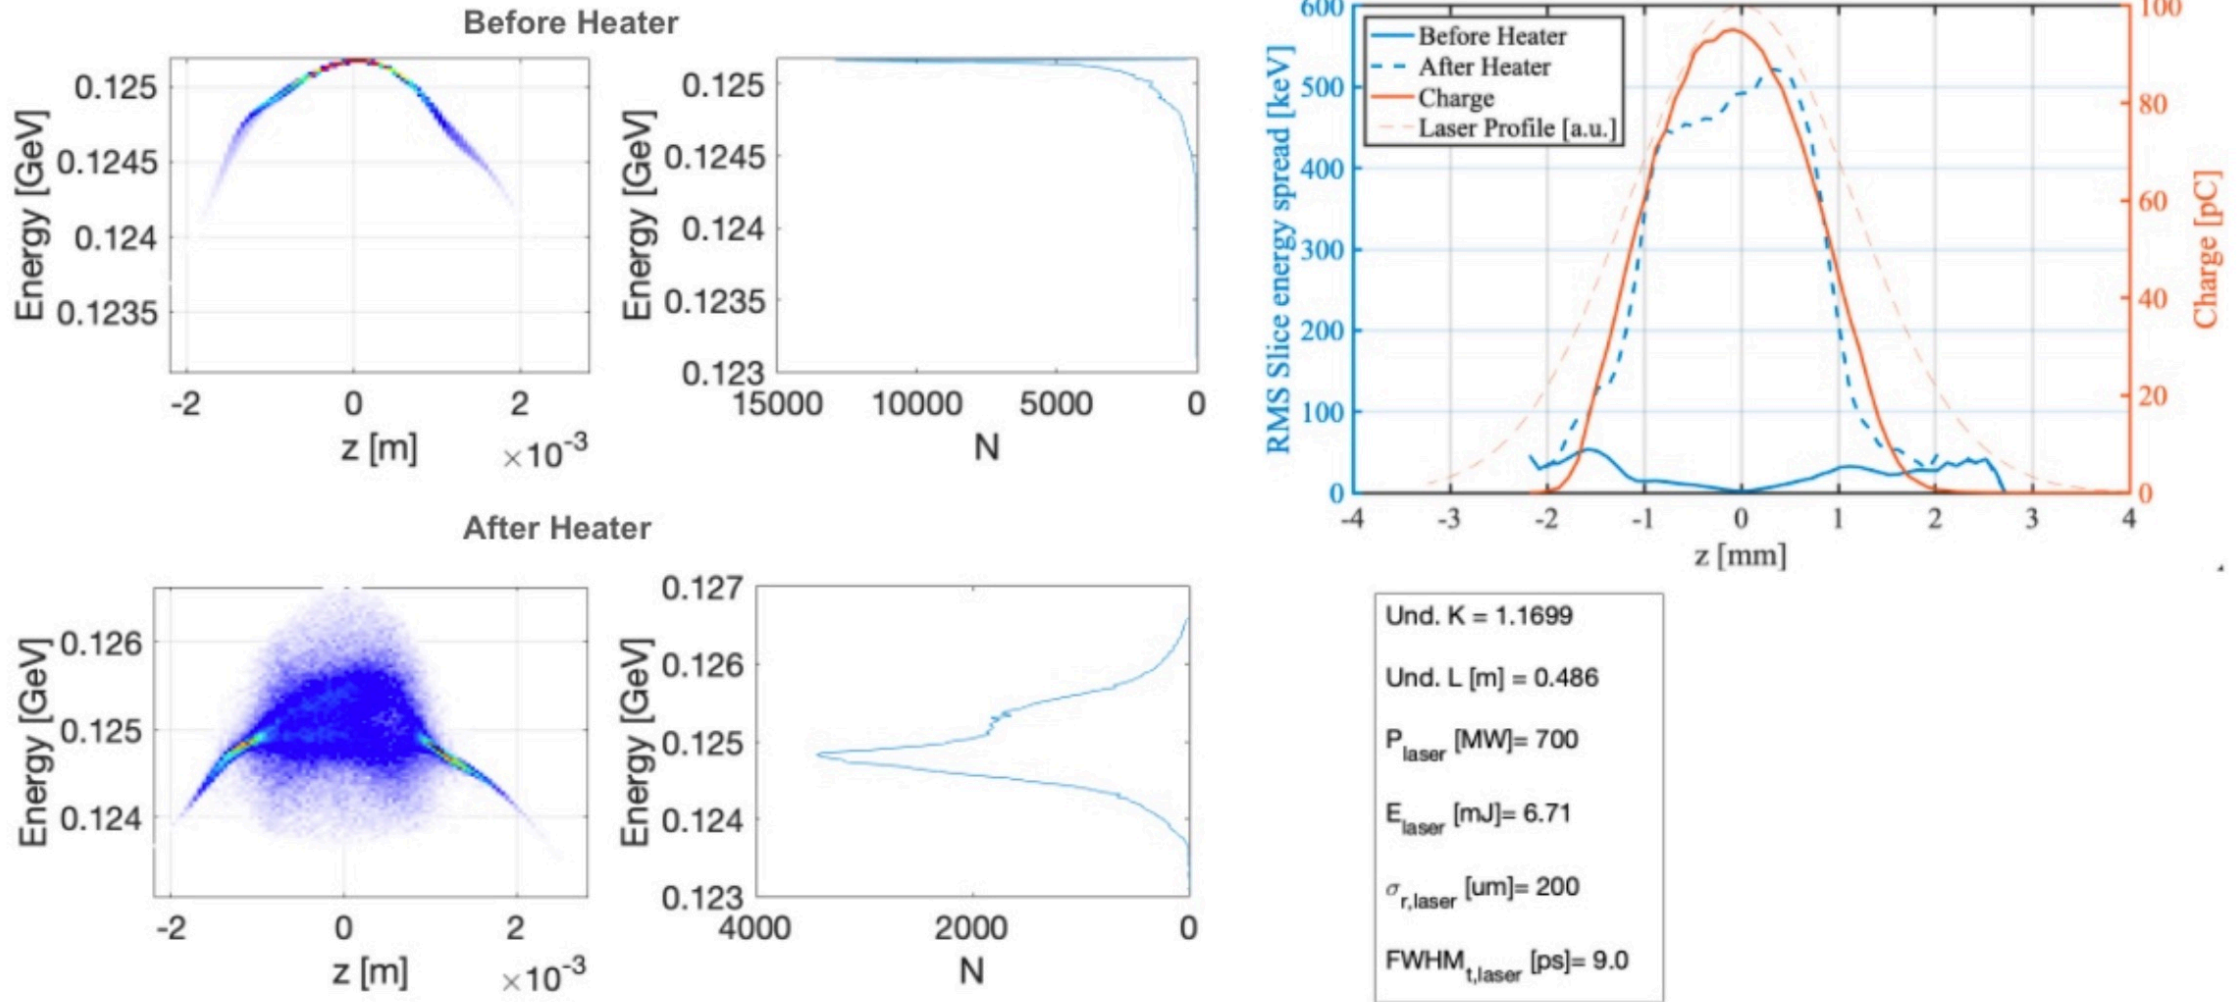 Before Heater
0.125
0.1245
0.124
0.1235
Energy [GeV]
-2 0 2
z [m]
×10-3
0.125
0.1245
0.124
0.1235
0.123
Energy [GeV]
15000 10000 5000 0
N
After Heater
0.126
0.125
0.124
Energy [GeV]
-2 0 2
z [m]
×10-3
0.127
0.126
0.125
0.124
0.123
Energy [GeV]
4000 2000 0
N
600
500
400
300
200
100
0
RMS Slice energy spread [keV]
Before Heater
After Heater
Charge
Laser Profile [a.u.]
100
80
60
40
20
0
Charge [pC]
-4 -3 -2 -1 0 1 2 3 4
z [mm]
Und. K = 1.1699
Und. L [m] = 0.486
Plaser [MW]= 700
Elaser [mJ]= 6.71
σr,laser [um]= 200
FWHMt,laser [ps]= 9.0